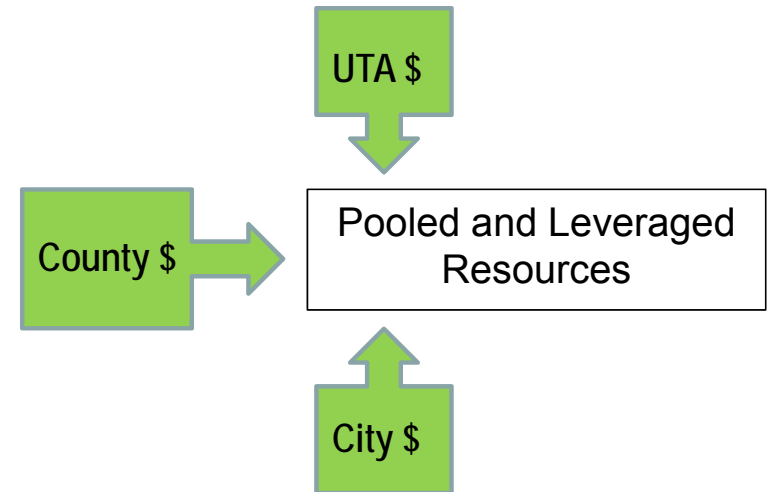 UTA $
County $
Pooled and Leveraged
Resources
City $